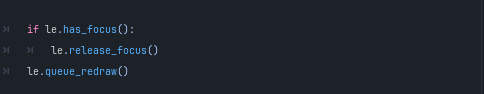 if le.has_focus():
le.release_focus()
le.queue_redraw()